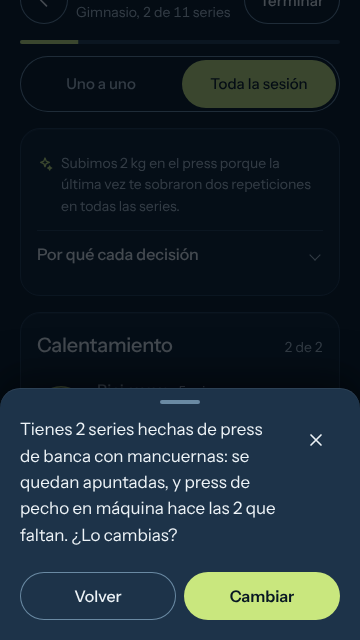 Gimnasio, 2 de 11 series
Terminar
Uno a uno
Toda la sesión
Subimos 2 kg en el press porque la
última vez te sobraron dos repeticiones
en todas las series.
Por qué cada decisión
Calentamiento
2 de 2
Tienes 2 series hechas de press
de banca con mancuernas: se
quedan apuntadas, y press de
pecho en máquina hace las 2 que
faltan. ¿Lo cambias?
Volver
Cambiar